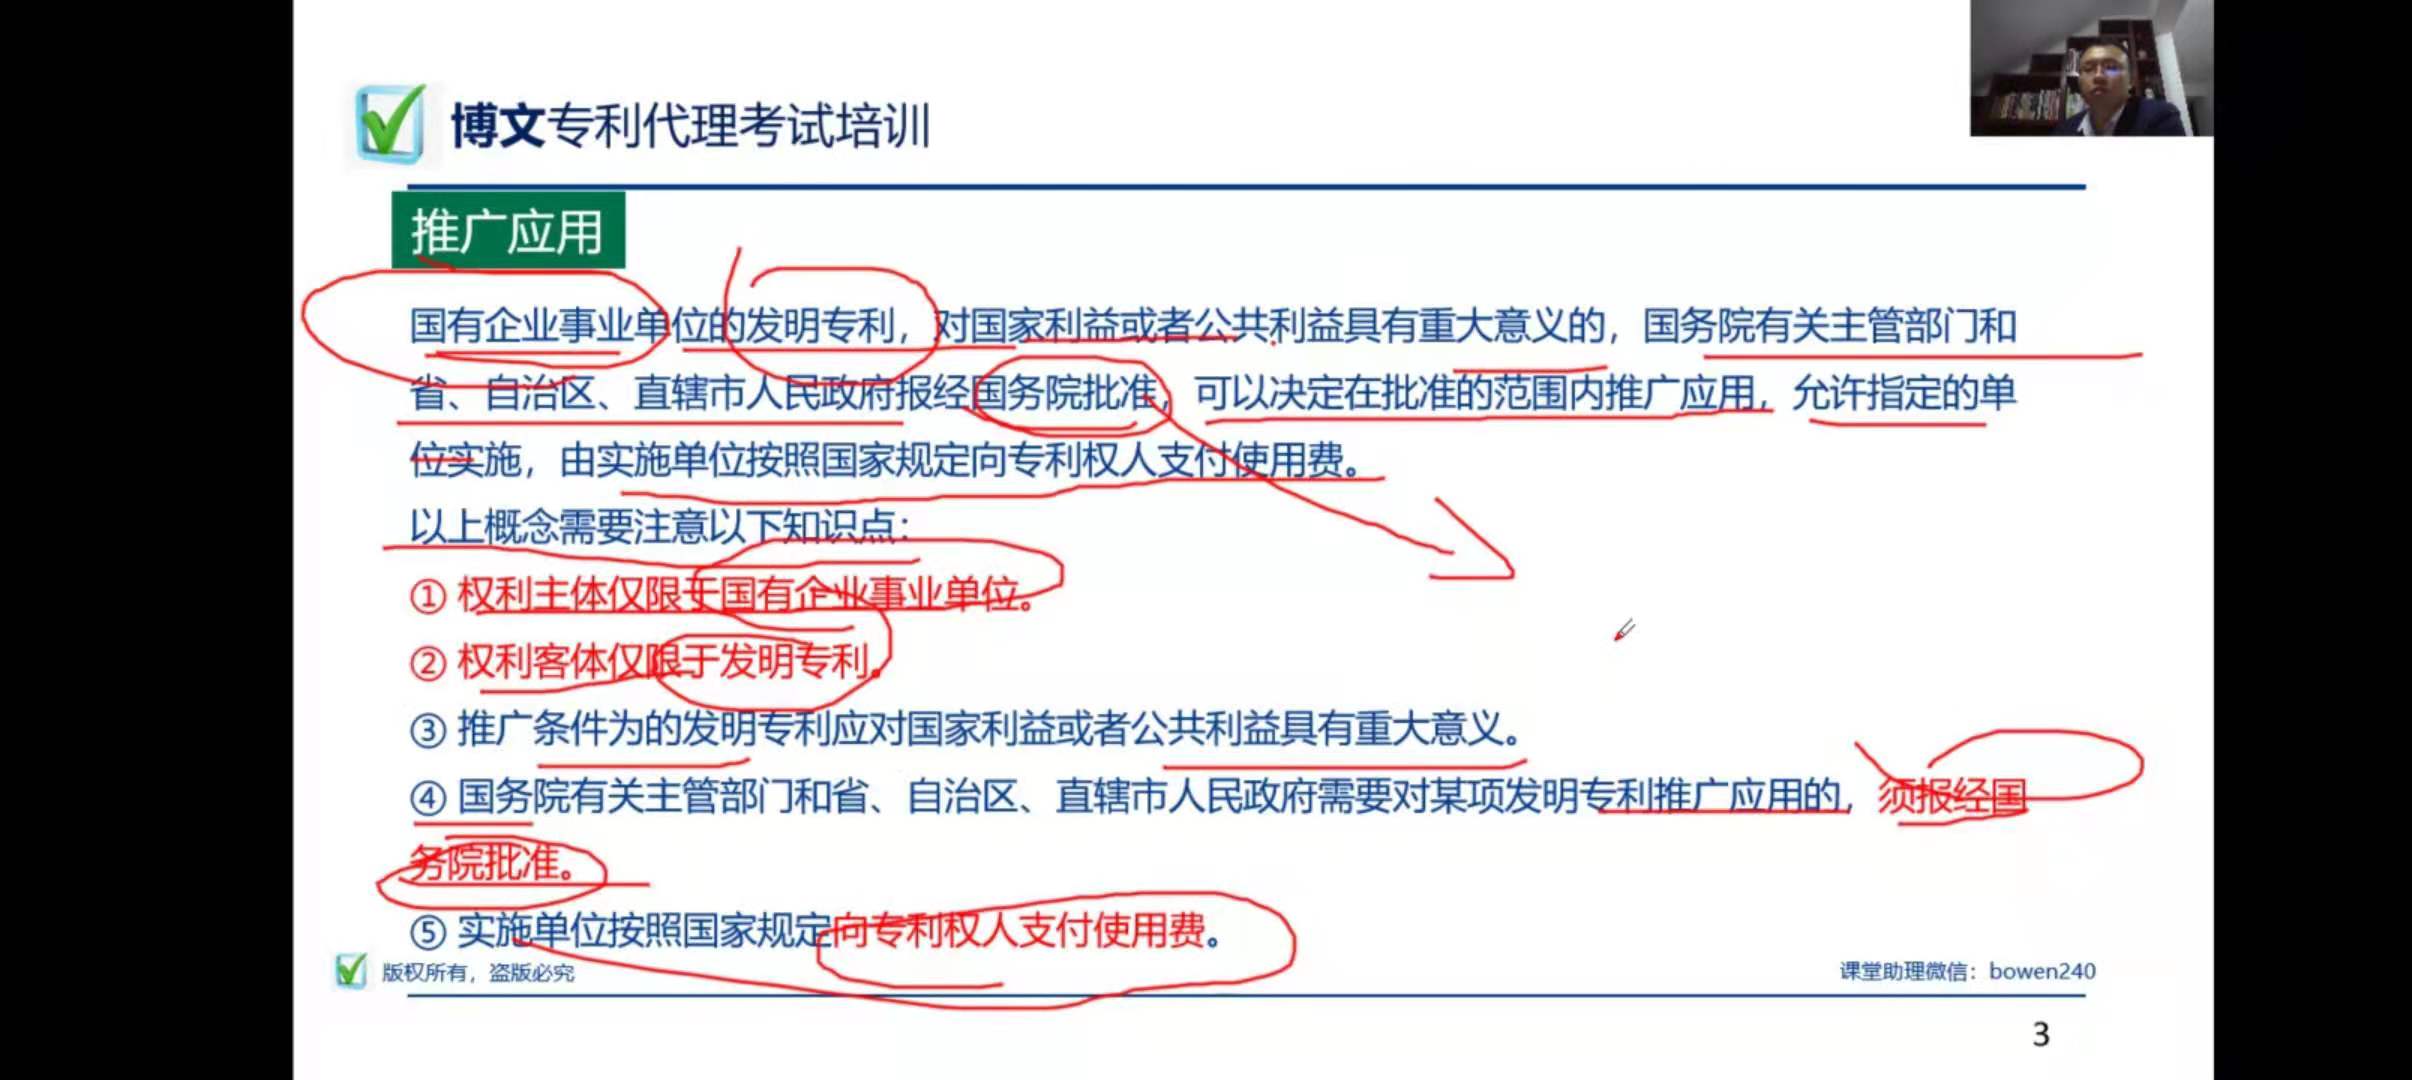 博文专利代理考试培训
推广应用
国有企业事业单位的发明专利，对国家利益或者公共利益具有重大意义的，国务院有关主管部门和
省、自治区、直辖市人民政府报经国务院批准，可以决定在批准的范围内推广应用，允许指定的单
位实施，由实施单位按照国家规定向专利权人支付使用费。
以上概念需要注意以下知识点：
① 权利主体仅限于国有企业事业单位。
② 权利客体仅限于发明专利。
③ 推广条件为的发明专利应对国家利益或者公共利益具有重大意义。
④ 国务院有关主管部门和省、自治区、直辖市人民政府需要对某项发明专利推广应用的，须报经国
务院批准。
⑤ 实施单位按照国家规定向专利权人支付使用费。
版权所有，盗版必究
课堂助理微信：bowen240
3